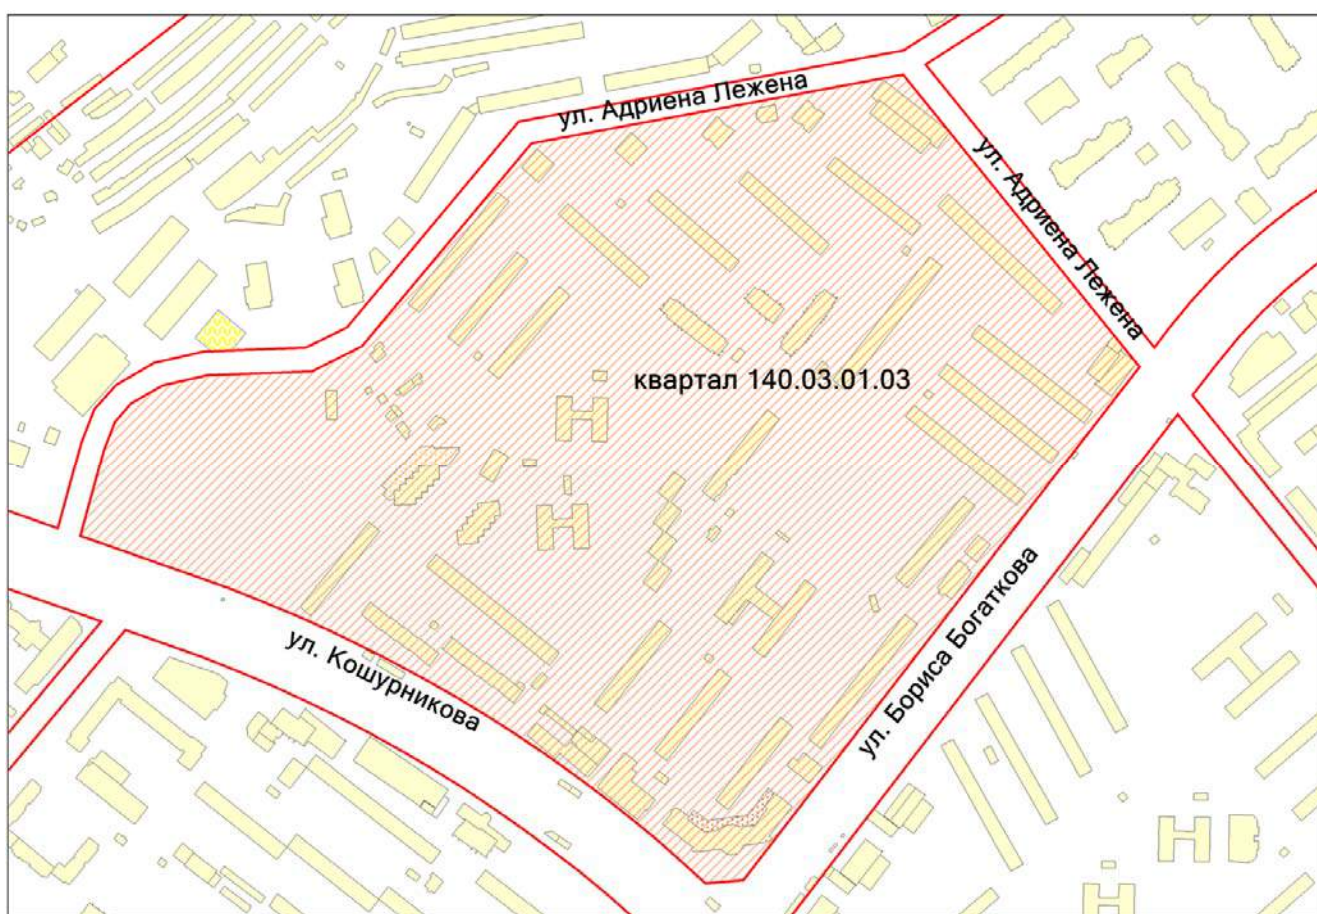 ул. Адриена Лежена
ул. Адриена Лежена
квартал 140.03.01.03
ул. Бориса Богаткова
ул. Кошурникова